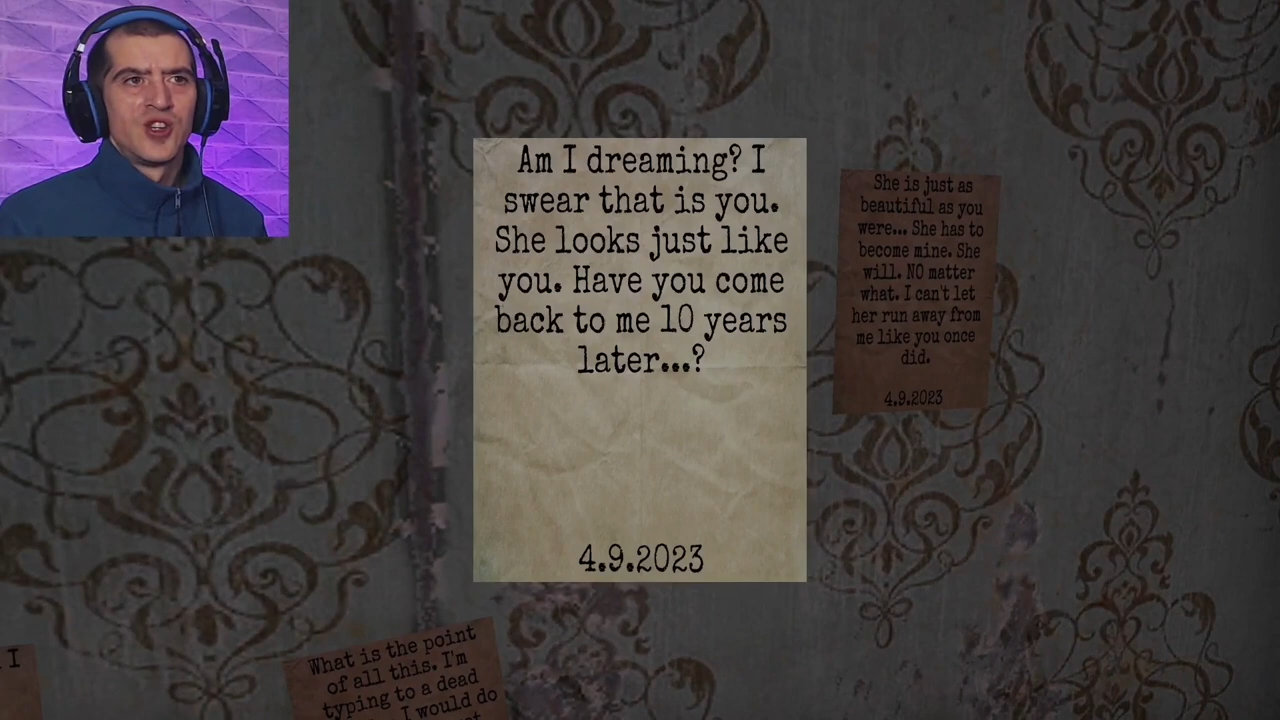 Am I dreaming? I
swear that is you.
She looks just like
you. Have you come
back to me 10 years
later...?
4.9.2023
She is just as
beautiful as you
were... She has to
become mine. She
will. NO matter
what. I can't let
her run away from
me like you once
did.
4.9.2023
I
What is the point
of all this. I'm
typing to a dead
I would do